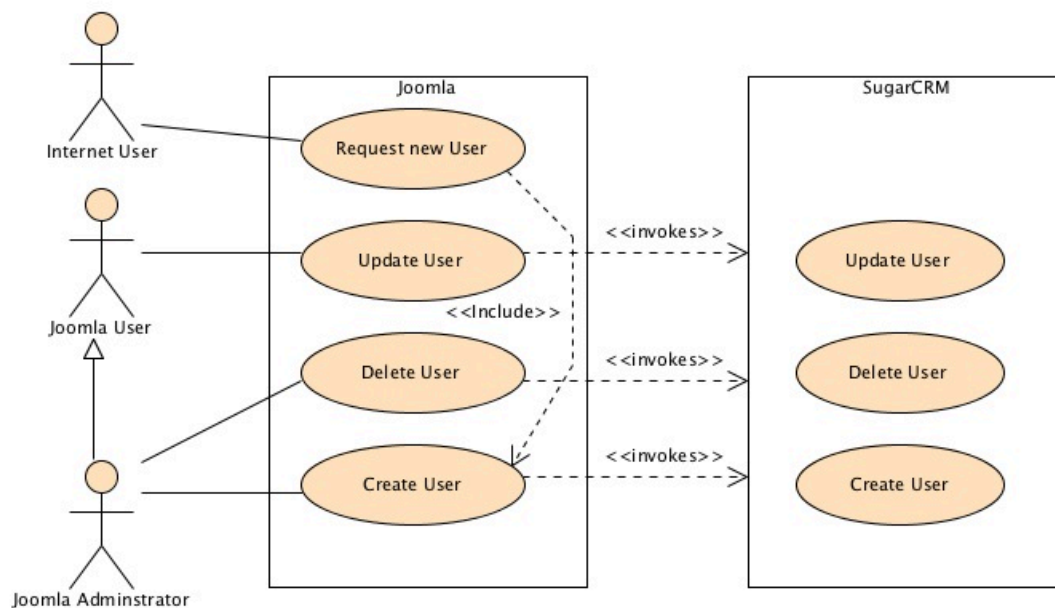 Joomla
SugarCRM
Internet User
Request new User
Joomla User
Update User
<<invokes>>
Update User
<<Include>>
Delete User
<<invokes>>
Delete User
Joomla Adminstrator
Create User
<<invokes>>
Create User